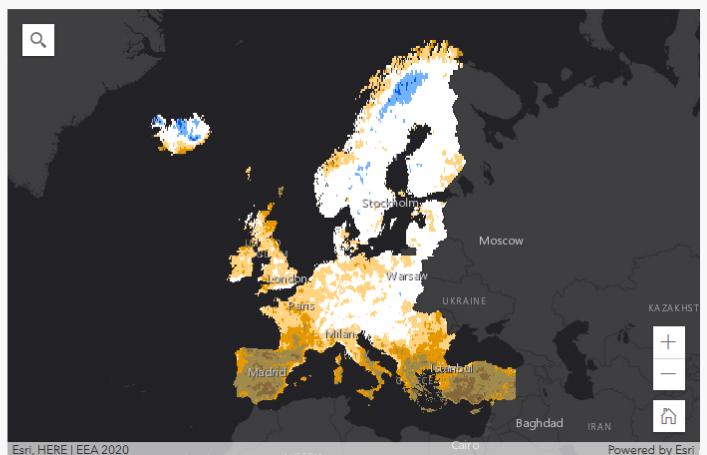 Stockholm
Moscow
London
Warsaw
UKRAINE
Paris
KAZAKHST
Milan
Madrid
Istanbul
Baghdad
IRAN
Cairo
Esri, HERE | EEA 2020
Powered by Esri